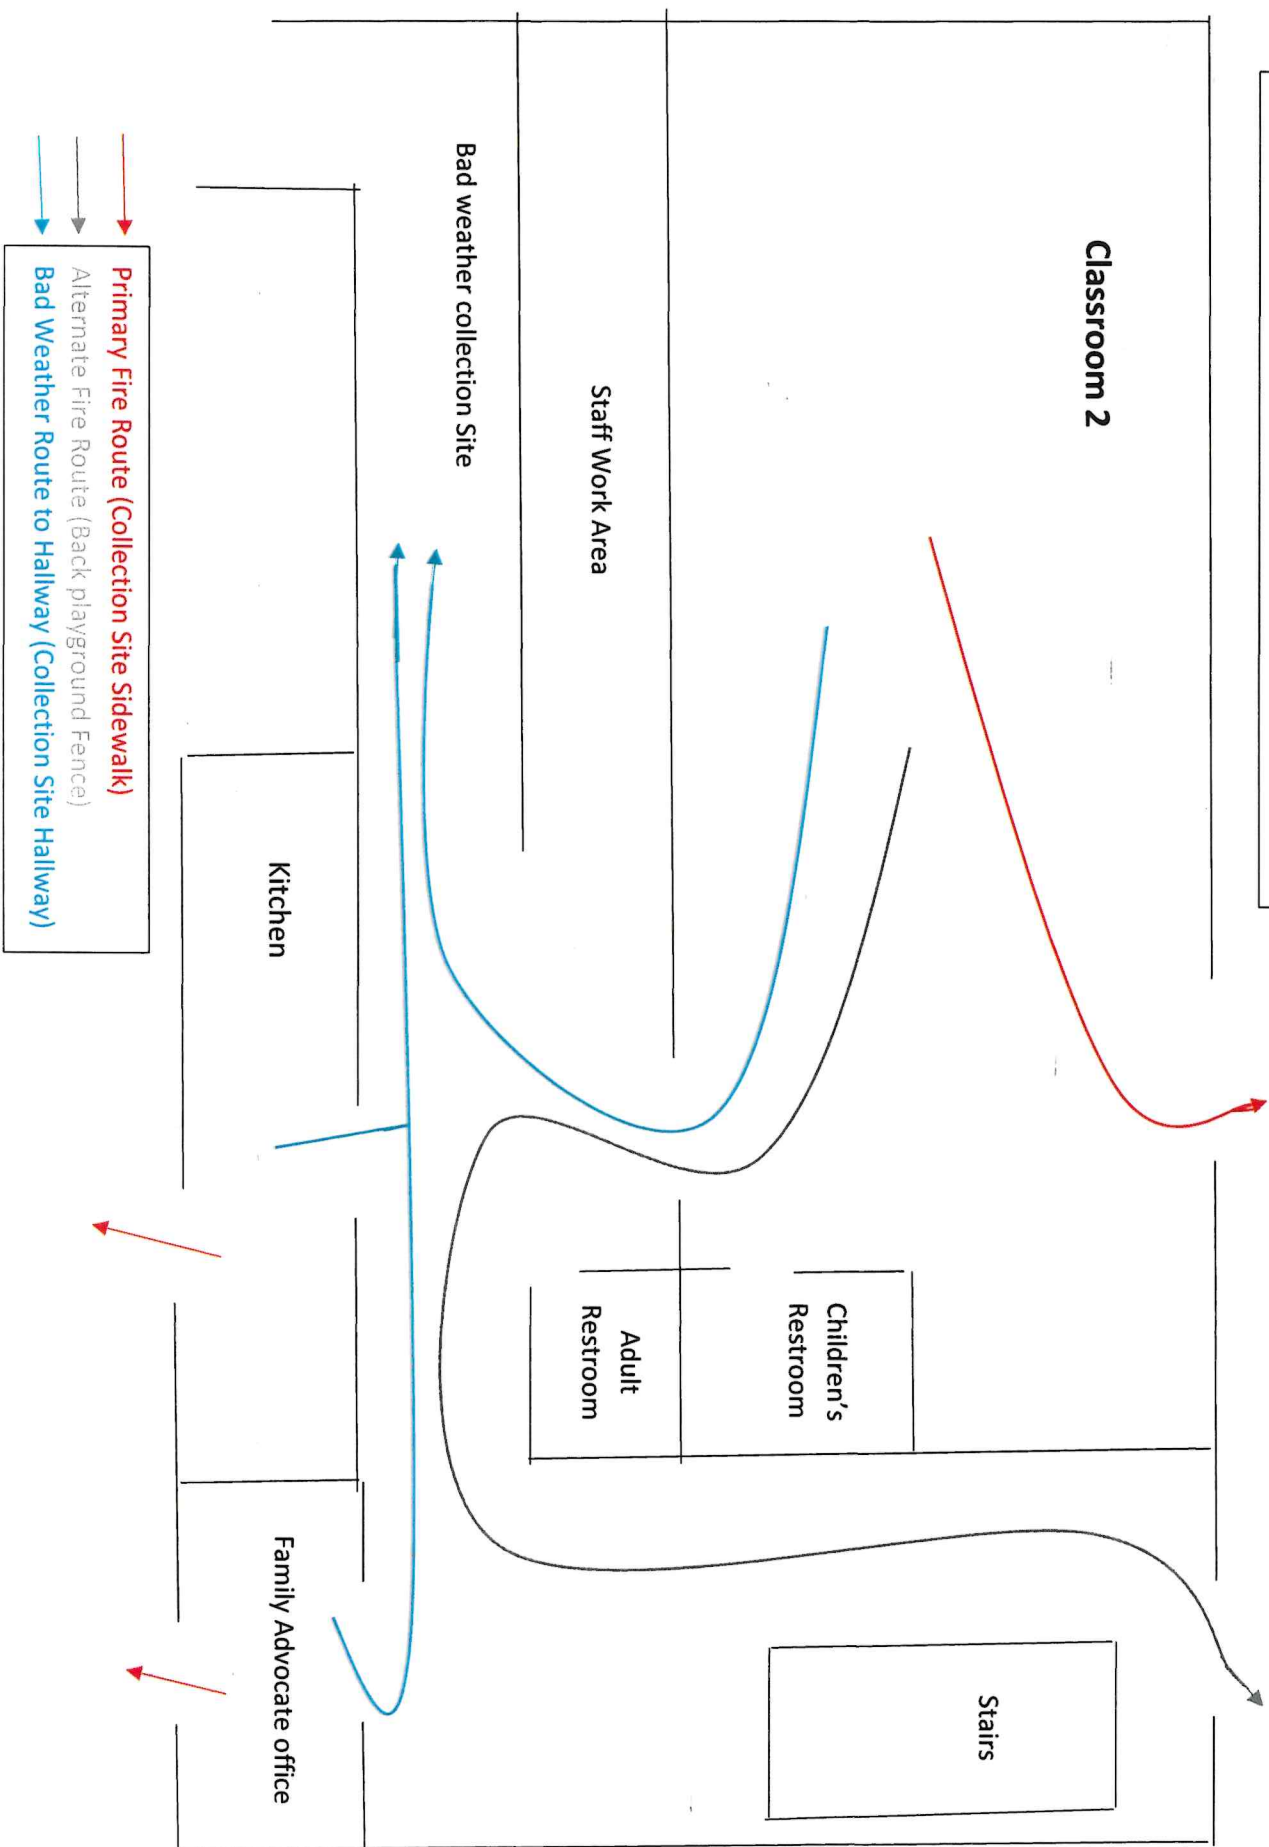 Classroom 2
Staff Work Area
Bad weather collection Site
Children's
Restroom
Adult
Restroom
Stairs
Kitchen
Family Advocate office
Primary Fire Route (Collection Site Sidewalk)
Alternate Fire Route (Back playground Fence)
Bad Weather Route to Hallway (Collection Site Hallway)